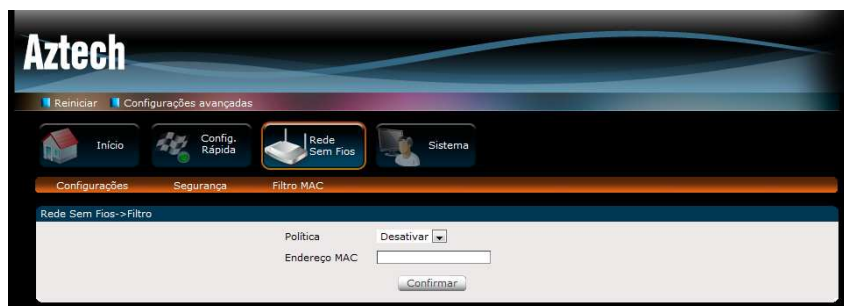 Aztech
Reiniciar Configurações avançadas
Início Config. Rápida Rede Sem Fios Sistema
Configurações Segurança Filtro MAC
Rede Sem Fios->Filtro
Política Desativar
Endereço MAC
Confirmar